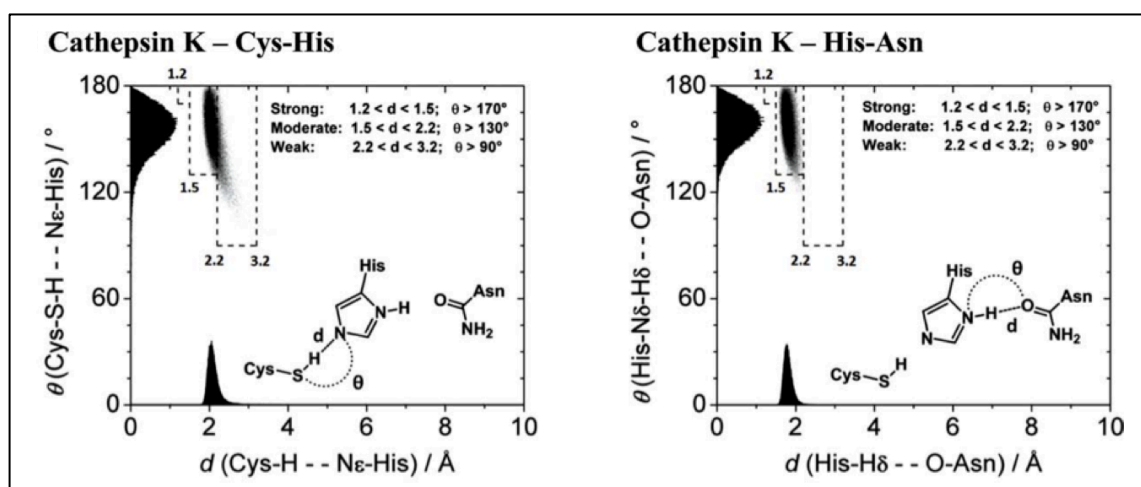 Cathepsin K – Cys-His
180
120
60
0
θ (Cys-S-H - - - Nε-His) / °
1.2
Strong: 1.2 < d < 1.5; θ > 170°
Moderate: 1.5 < d < 2.2; θ > 130°
Weak: 2.2 < d < 3.2; θ > 90°
1.5
2.2
3.2
His
N
H
N
d
H
Cys
S
θ
O
Asn
NH₂
0 2 4 6 8 10
d (Cys-H - - Nε-His) / Å
Cathepsin K – His-Asn
180
120
60
0
θ (His-Nδ-Hδ - - - O-Asn) / °
1.2
Strong: 1.2 < d < 1.5; θ > 170°
Moderate: 1.5 < d < 2.2; θ > 130°
Weak: 2.2 < d < 3.2; θ > 90°
1.5
2.2
3.2
His
θ
N
H
d
O
Asn
NH₂
N
H
Cys
S
0 2 4 6 8 10
d (His-Hδ - - O-Asn) / Å